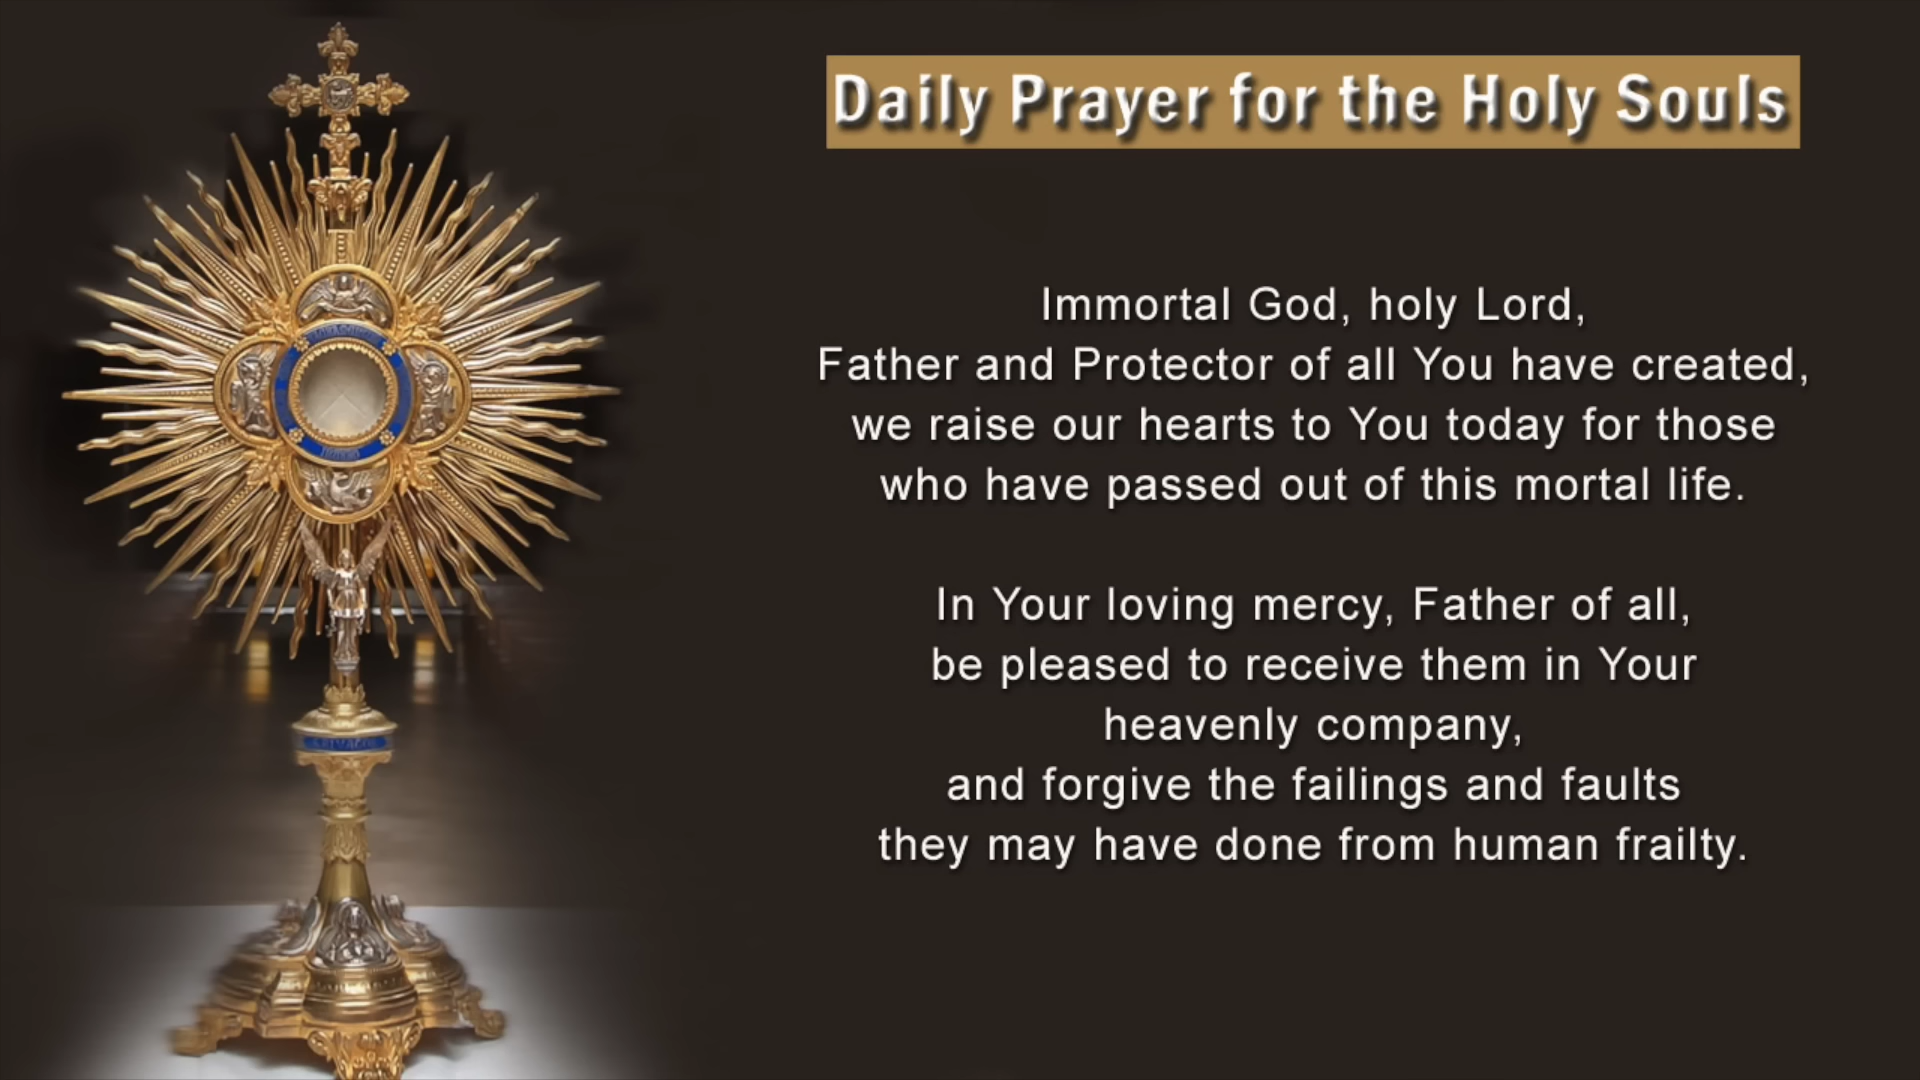 Daily Prayer for the Holy Souls
Immortal God, holy Lord,
Father and Protector of all You have created,
we raise our hearts to You today for those
who have passed out of this mortal life.
In Your loving mercy, Father of all,
be pleased to receive them in Your
heavenly company,
and forgive the failings and faults
they may have done from human frailty.